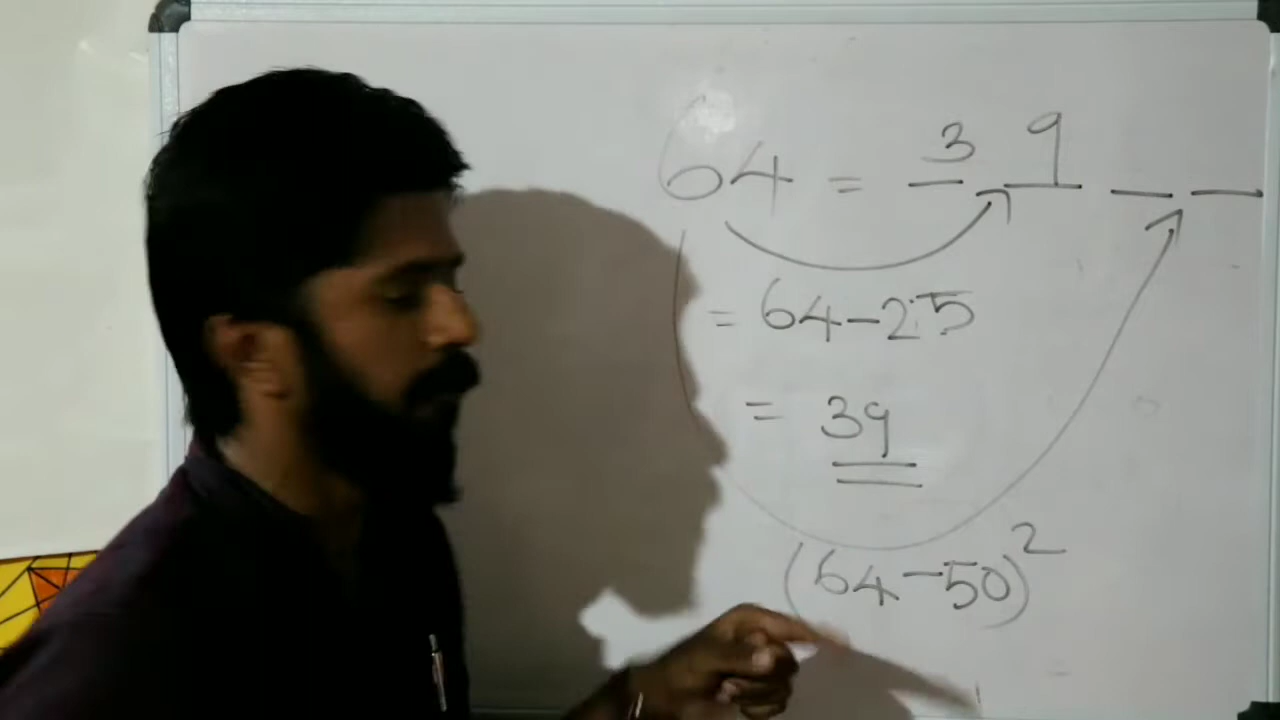 64 = 3 9 _ _
= 64-25
= 39
(64-50)²